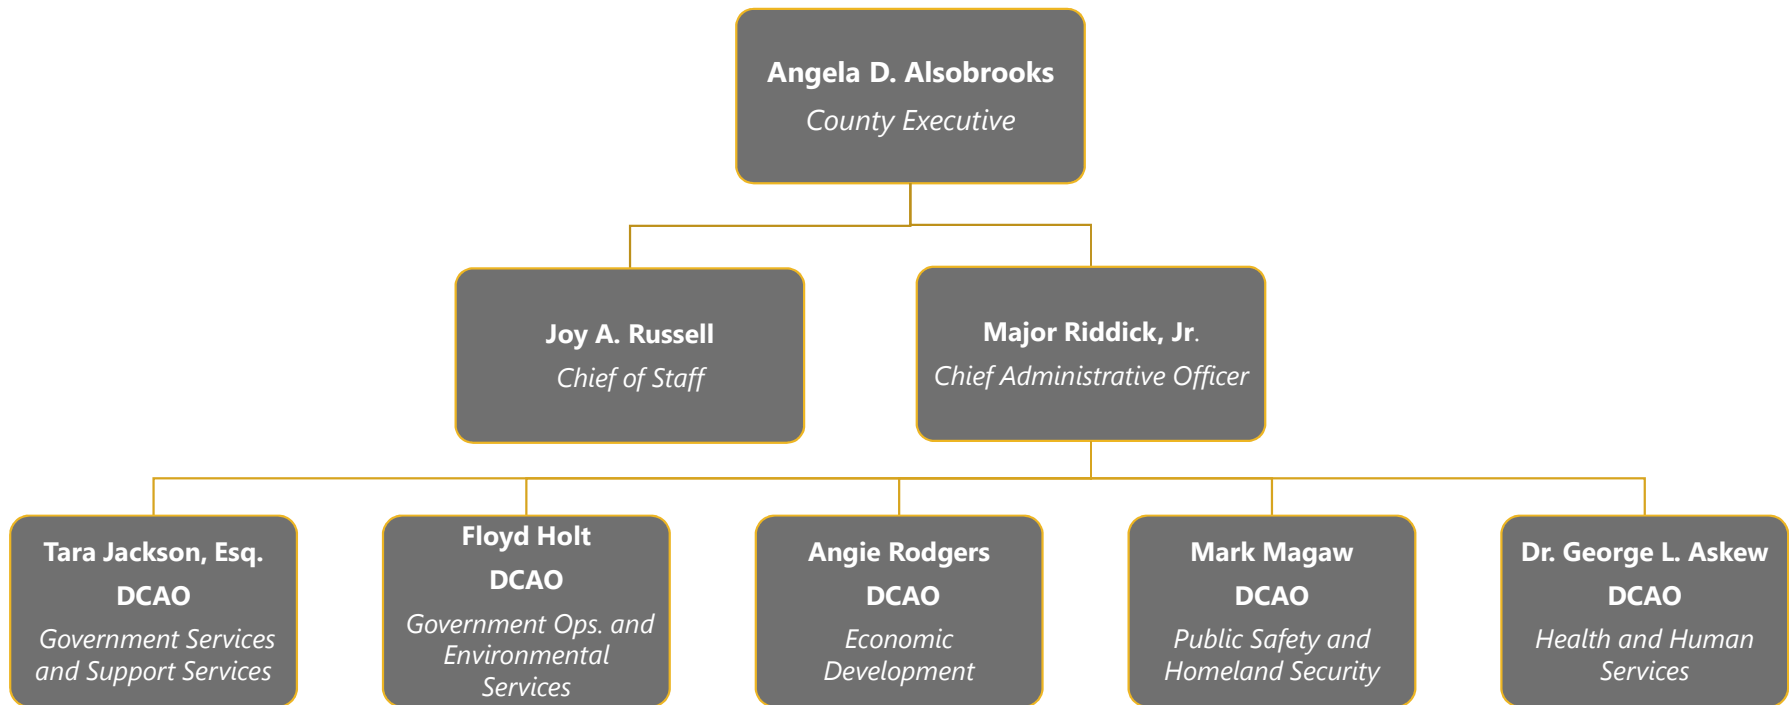 Angela D. Alsobrooks
County Executive
Joy A. Russell
Chief of Staff
Major Riddick, Jr.
Chief Administrative Officer
Tara Jackson, Esq.
DCAO
Government Services
and Support Services
Floyd Holt
DCAO
Government Ops. and
Environmental
Services
Angie Rodgers
DCAO
Economic
Development
Mark Magaw
DCAO
Public Safety and
Homeland Security
Dr. George L. Askew
DCAO
Health and Human
Services